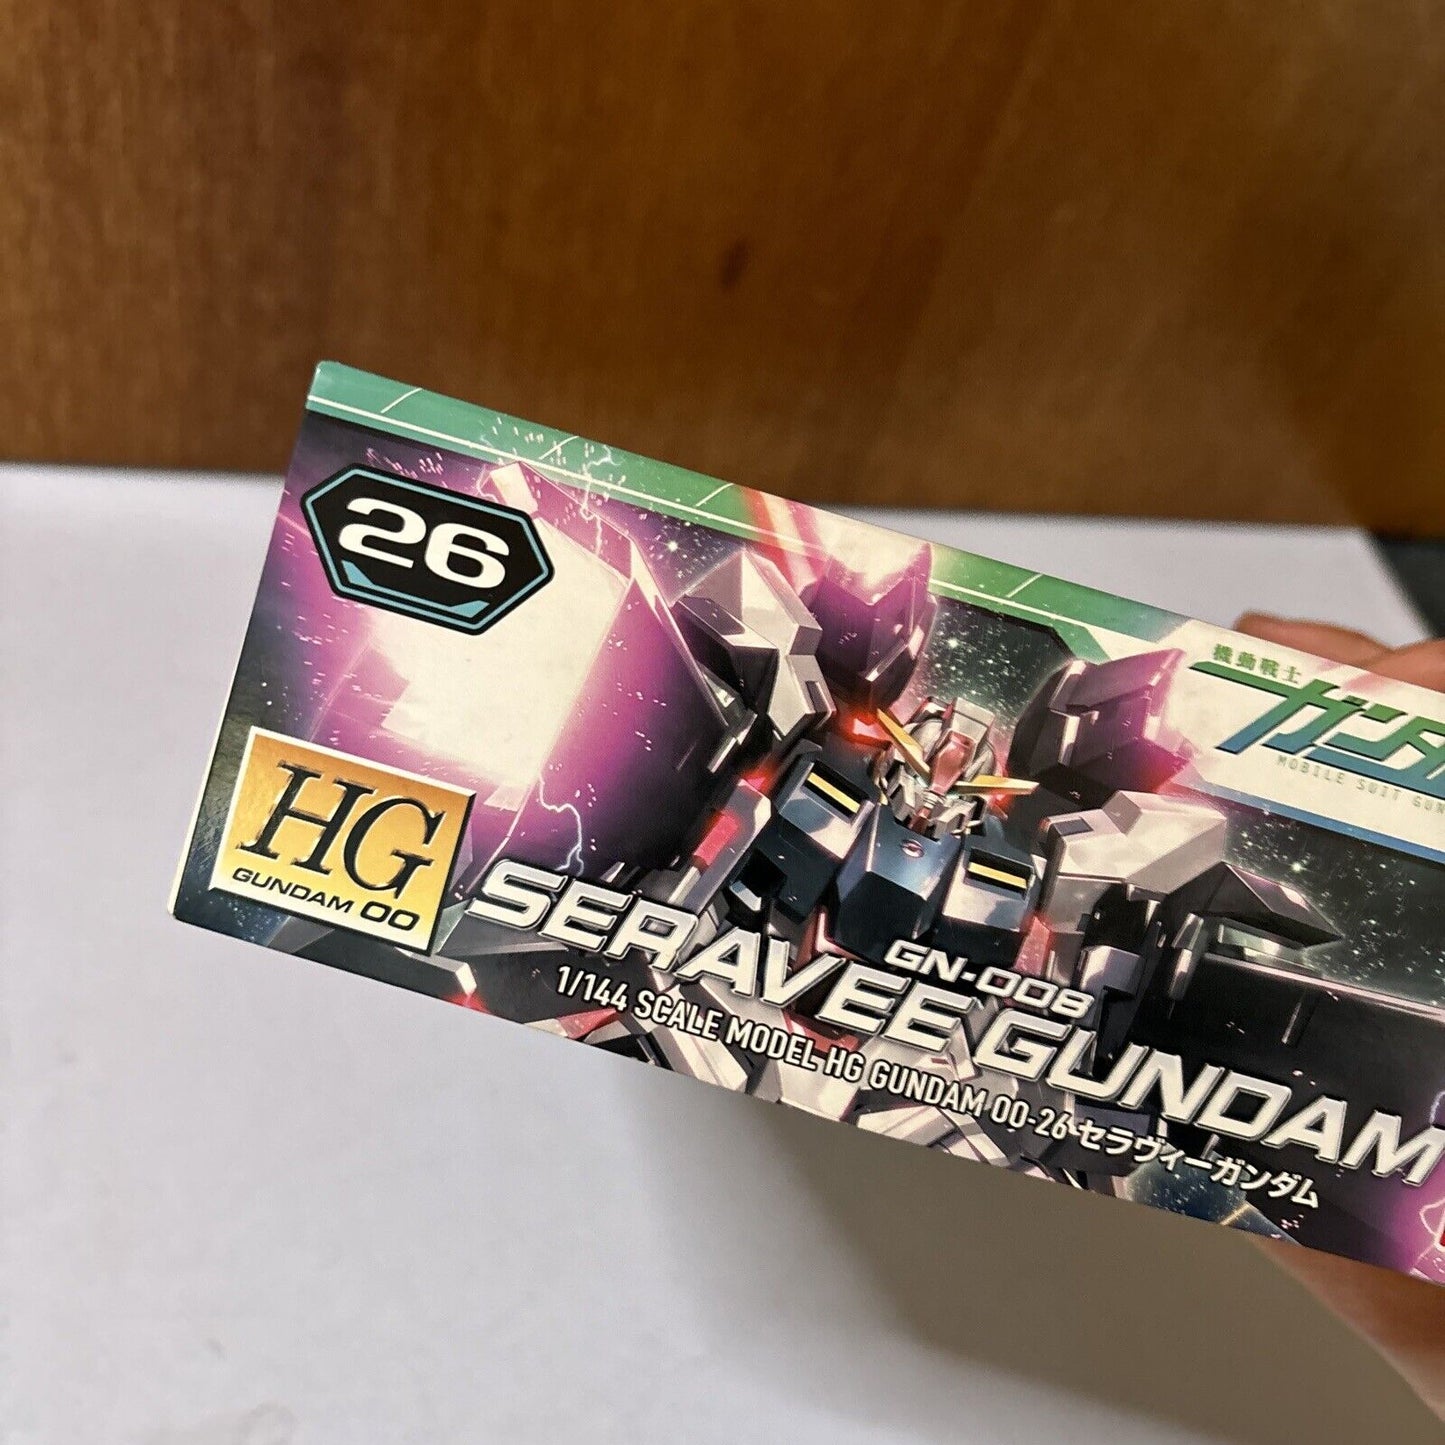 26
機動戦士
ガンダ
MOBILE SUIT GUN
HG
GUNDAM 00
GN-008
SERAVEE GUNDAM
1/144 SCALE MODEL HG GUNDAM 00-26 セラヴィーガンダム